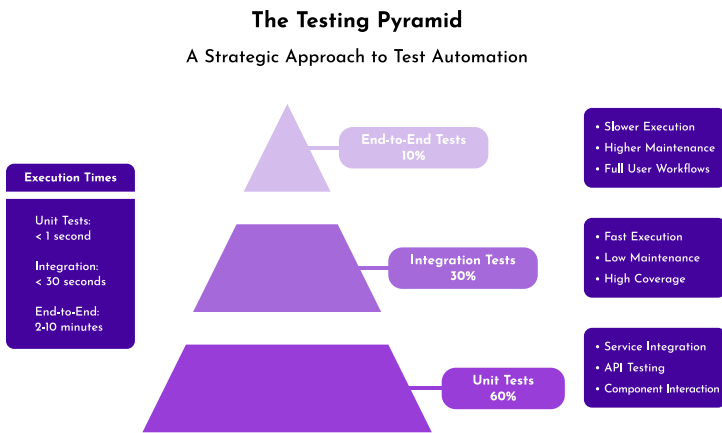 The Testing Pyramid
A Strategic Approach to Test Automation
End-to-End Tests
10%
• Slower Execution
• Higher Maintenance
• Full User Workflows
Execution Times
Unit Tests:
< 1 second
Integration:
< 30 seconds
End-to-End:
2-10 minutes
Integration Tests
30%
• Fast Execution
• Low Maintenance
• High Coverage
Unit Tests
60%
• Service Integration
• API Testing
• Component Interaction